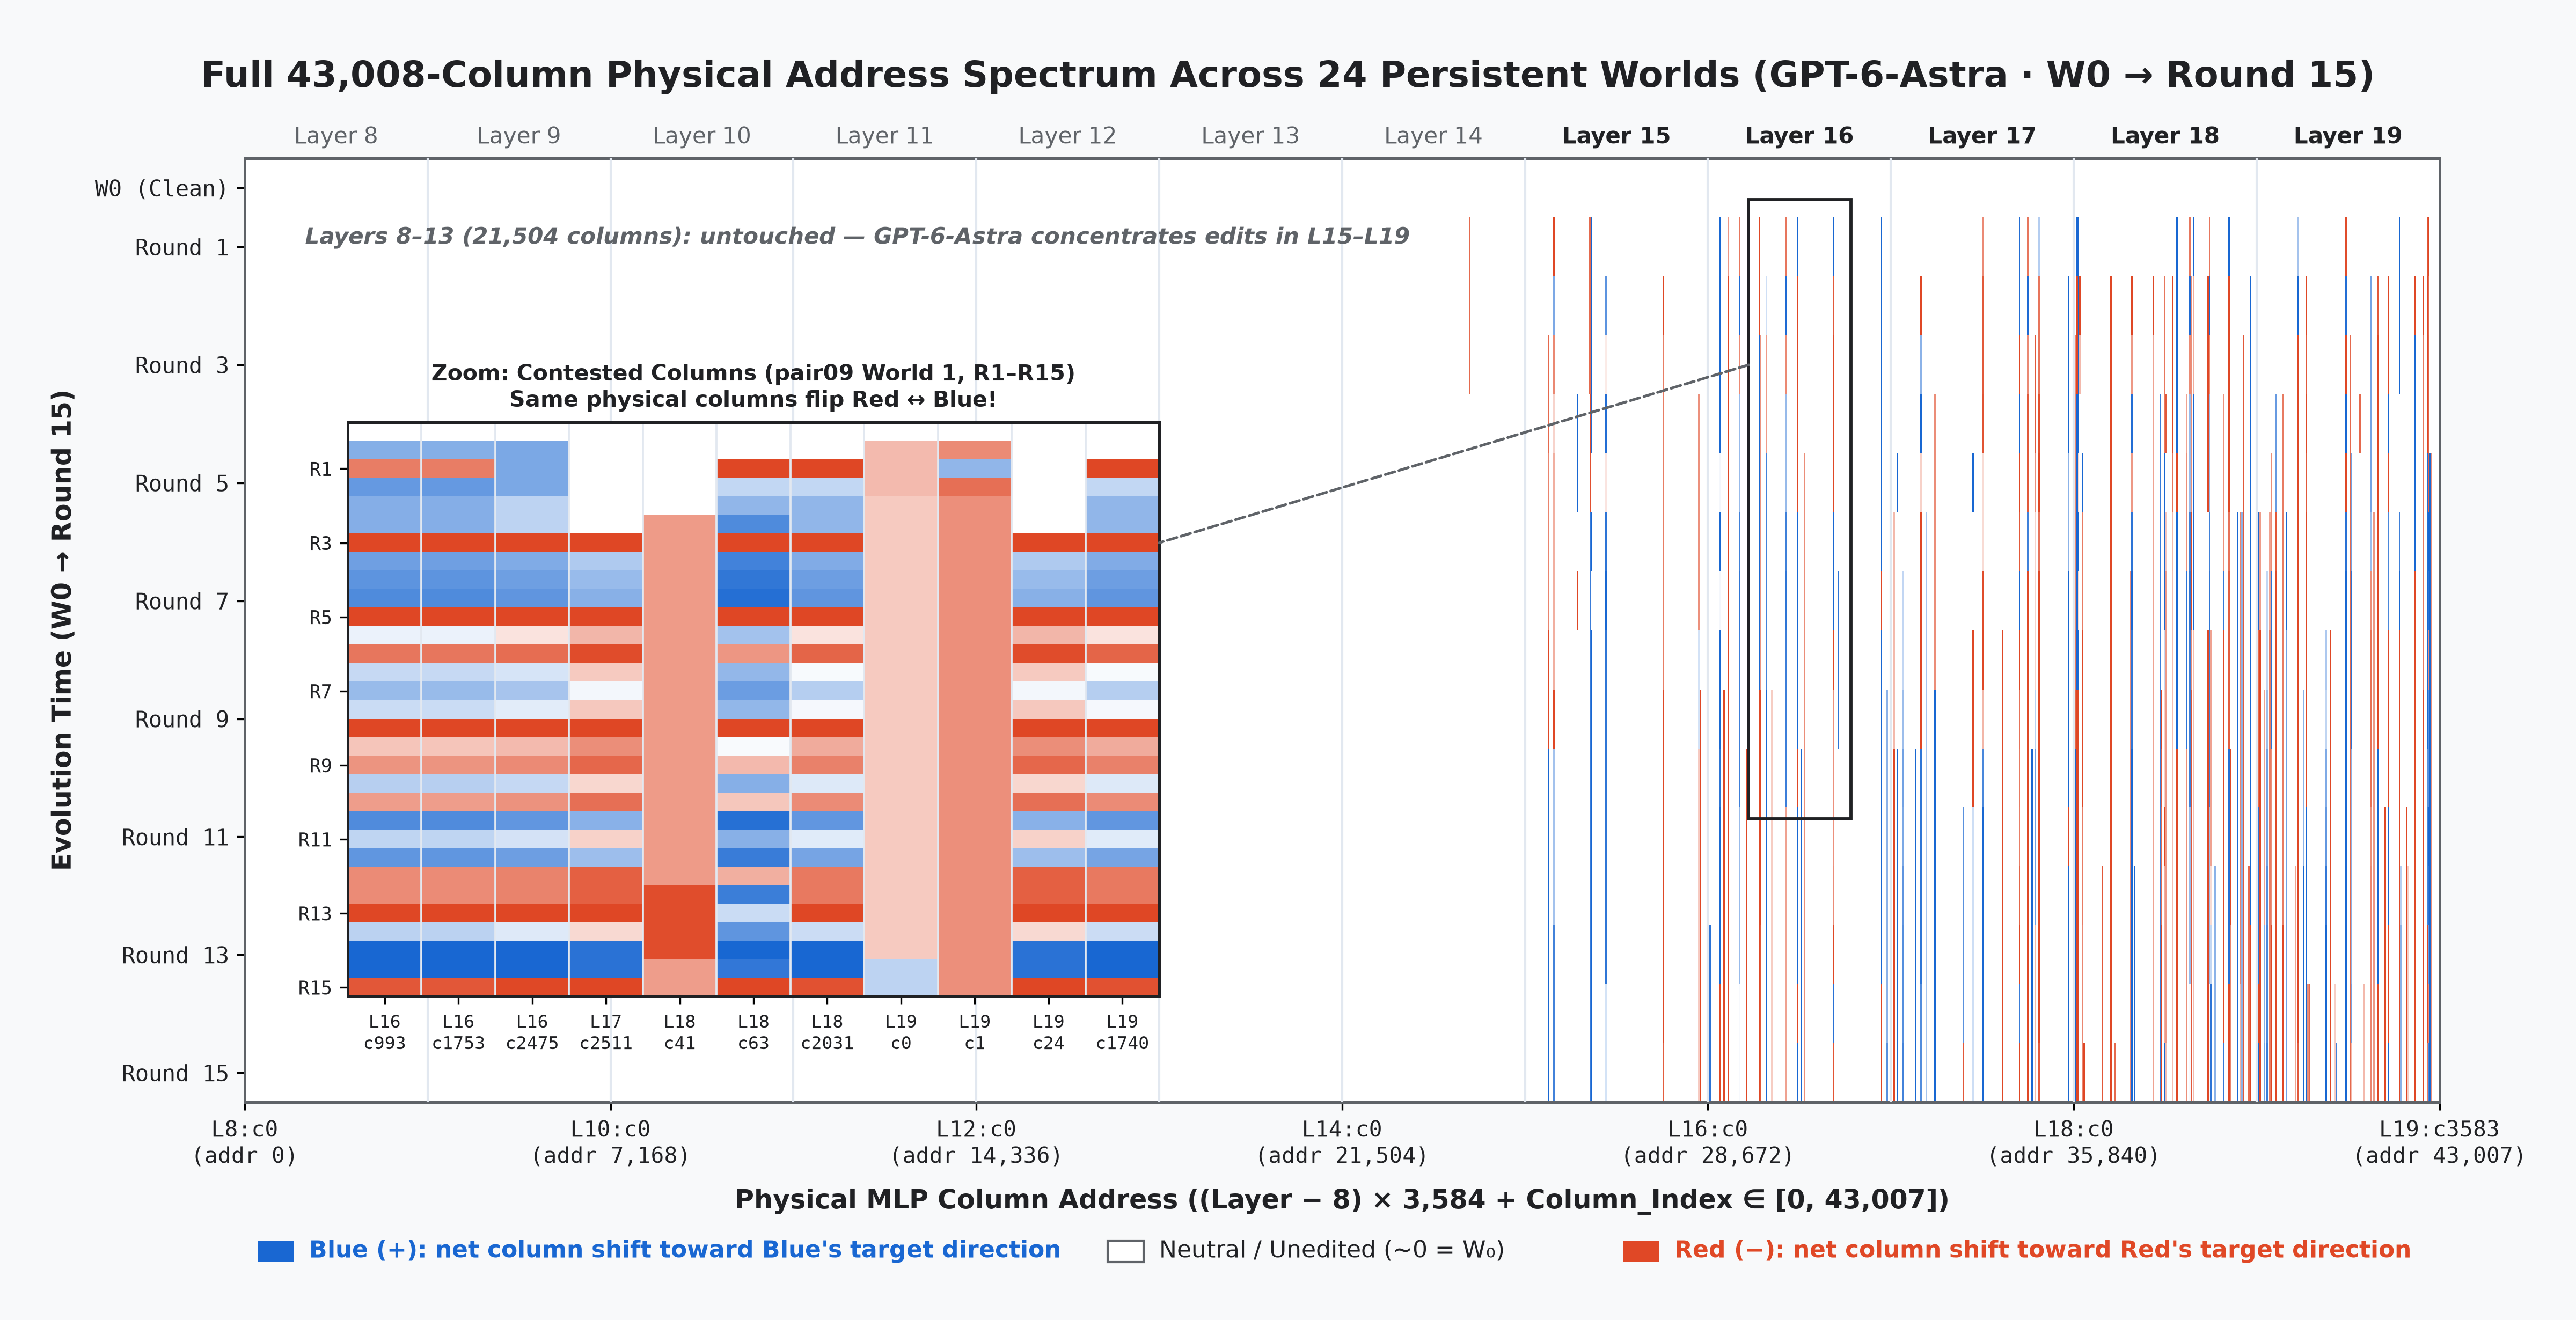 Full 43,008-Column Physical Address Spectrum Across 24 Persistent Worlds (GPT-6-Astra · W0 → Round 15)
Layer 8 Layer 9 Layer 10 Layer 11 Layer 12 Layer 13 Layer 14 Layer 15 Layer 16 Layer 17 Layer 18 Layer 19
Evolution Time (W0 → Round 15)
W0 (Clean)
Round 1
Round 3
Round 5
Round 7
Round 9
Round 11
Round 13
Round 15
Layers 8–13 (21,504 columns): untouched — GPT-6-Astra concentrates edits in L15–L19
Zoom: Contested Columns (pair09 World 1, R1–R15)
Same physical columns flip Red ↔ Blue!
R1
R3
R5
R7
R9
R11
R13
R15
L16 L16 L16 L17 L18 L18 L18 L19 L19 L19 L19
c993 c1753 c2475 c2511 c41 c63 c2031 c0 c1 c24 c1740
L8:c0 L10:c0 L12:c0 L14:c0 L16:c0 L18:c0 L19:c3583
(addr 0) (addr 7,168) (addr 14,336) (addr 21,504) (addr 28,672) (addr 35,840) (addr 43,007)
Physical MLP Column Address ((Layer − 8) × 3,584 + Column_Index ∈ [0, 43,007])
Blue (+): net column shift toward Blue's target direction Neutral / Unedited (~0 = W₀) Red (−): net column shift toward Red's target direction